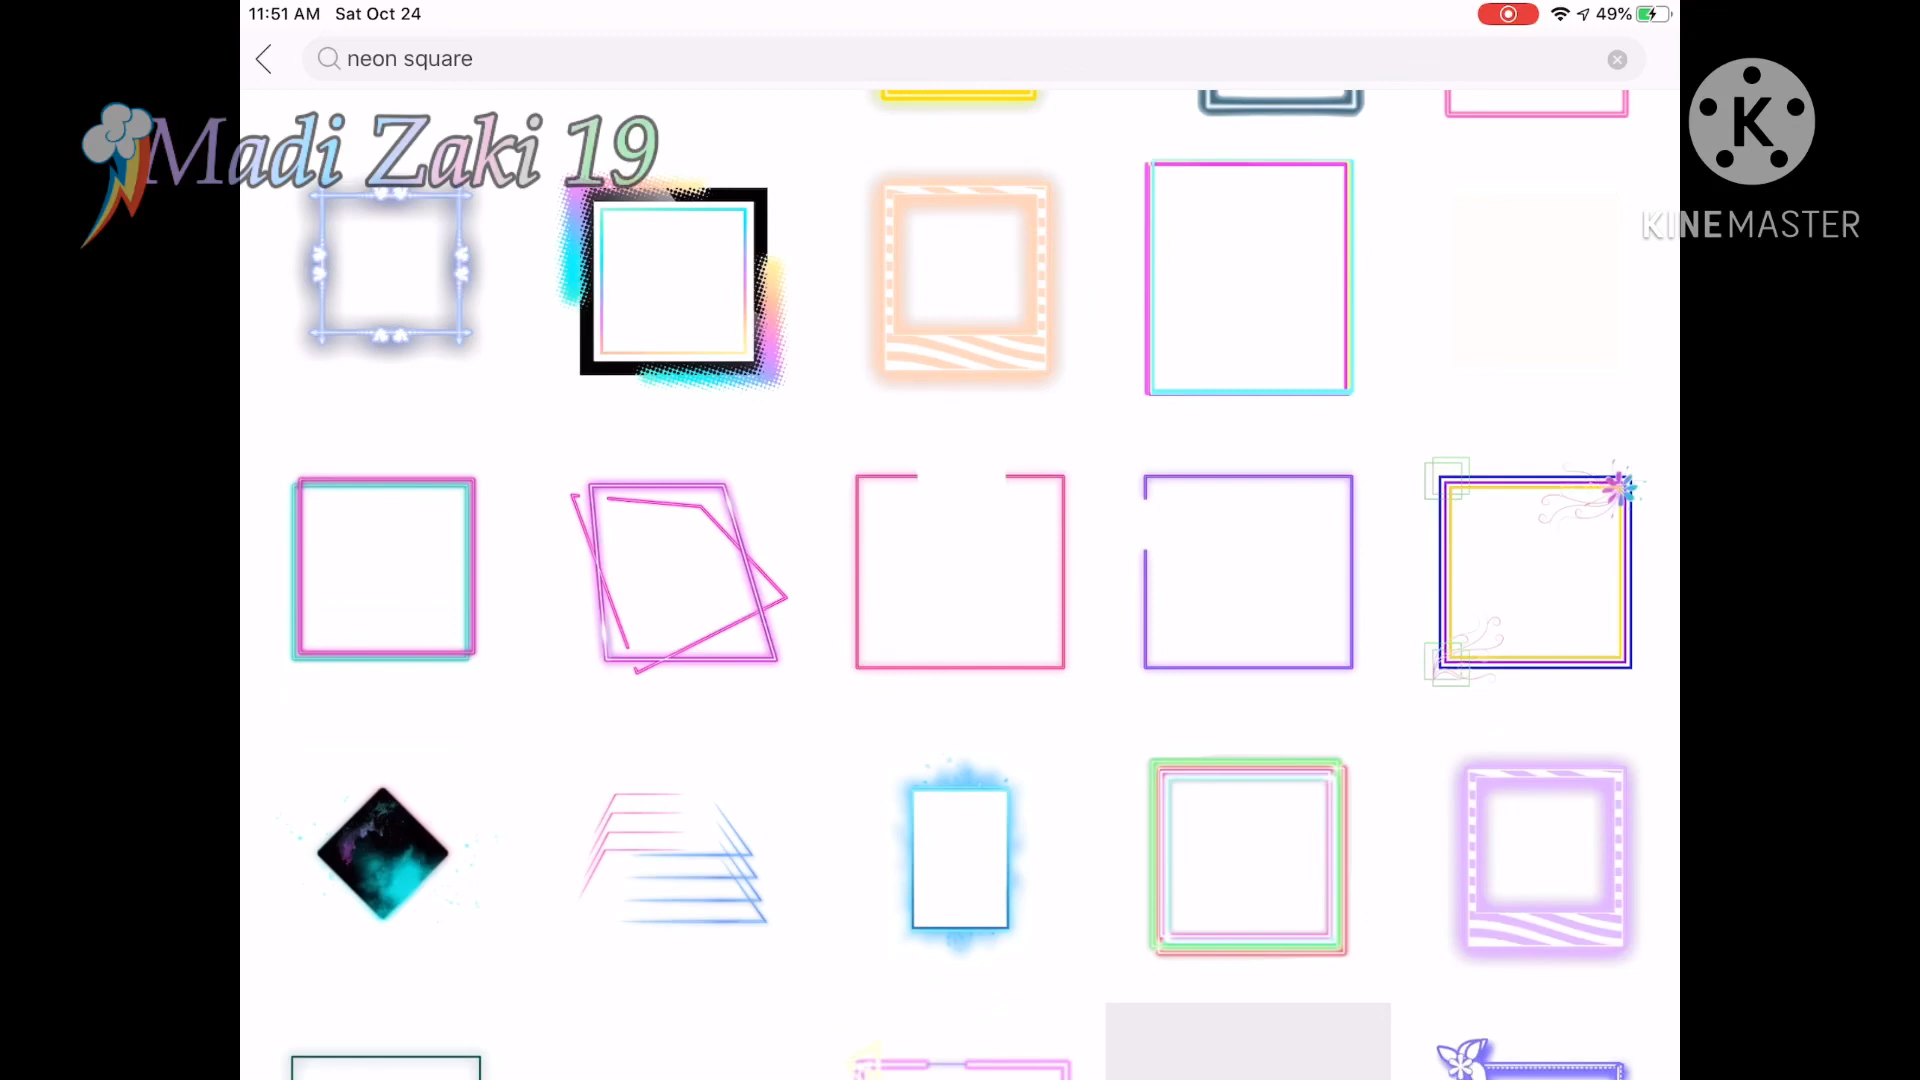 11:51 AM Sat Oct 24
49%
neon square
Madi Zaki 19
K
KINEMASTER